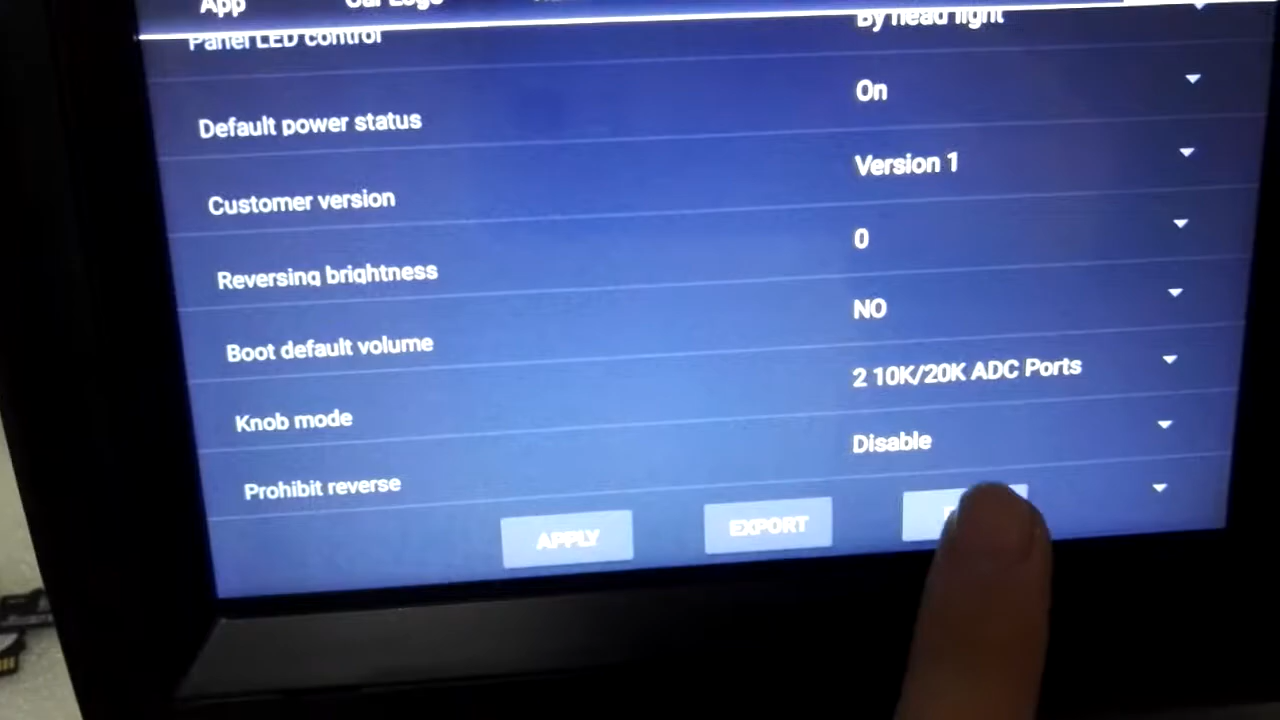 App
Panel LED control By head light
Default power status On
Customer version Version 1
Reversing brightness 0
Boot default volume NO
Knob mode 2 10K/20K ADC Ports
Prohibit reverse Disable
APPLY EXPORT